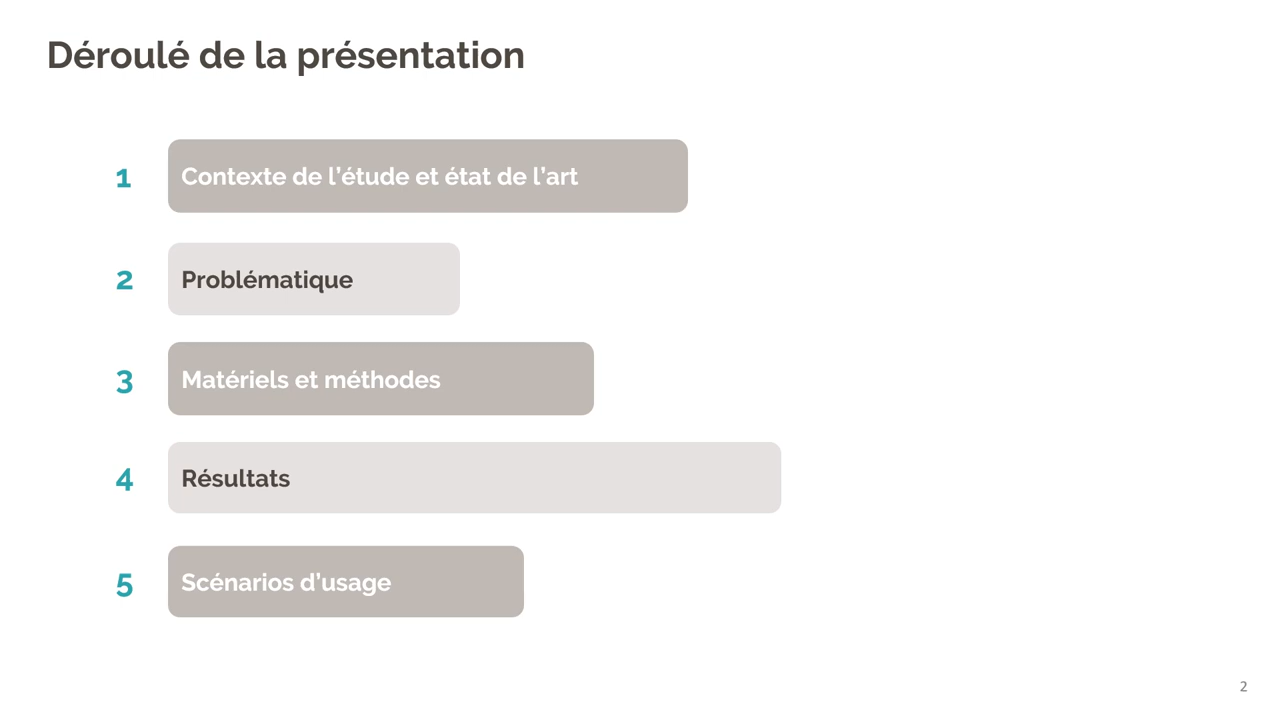 Déroulé de la présentation
1 Contexte de l’étude et état de l’art
2 Problématique
3 Matériels et méthodes
4 Résultats
5 Scénarios d’usage
2